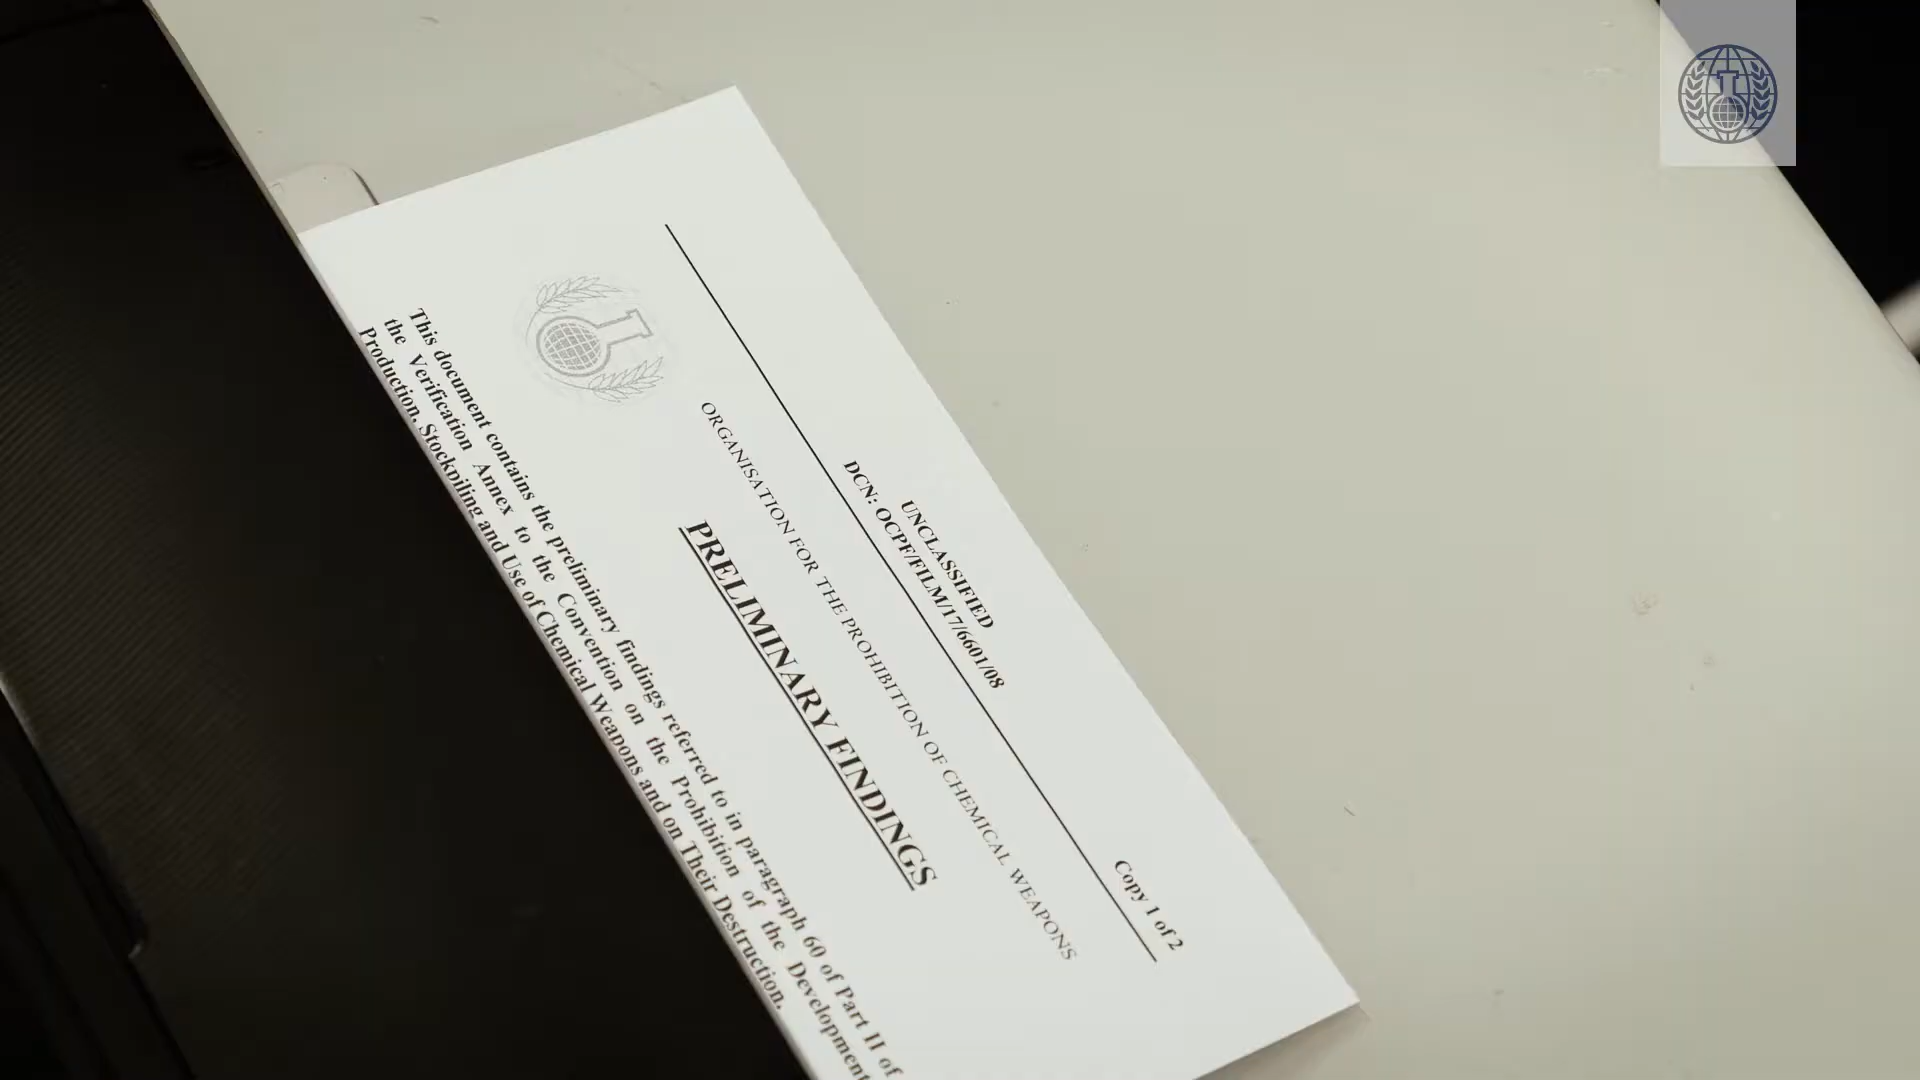 UNCLASSIFIED
DCN: OCPF/FILM/17/6601/08
Copy 1 of 2
ORGANISATION FOR THE PROHIBITION OF CHEMICAL WEAPONS
PRELIMINARY FINDINGS
This document contains the preliminary findings referred to in paragraph 60 of Part II of
the Verification Annex to the Convention on the Prohibition of the Development
Production, Stockpiling and Use of Chemical Weapons and on Their Destruction.